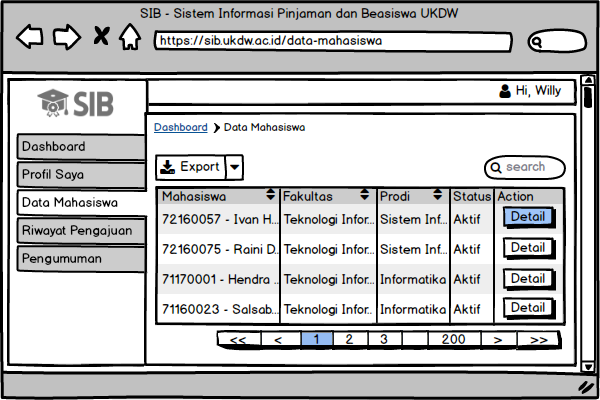 SIB - Sistem Informasi Pinjaman dan Beasiswa UKDW
https://sib.ukdw.ac.id/data-mahasiswa
SIB
Hi, Willy
Dashboard
Profil Saya
Data Mahasiswa
Riwayat Pengajuan
Pengumuman
Dashboard > Data Mahasiswa
Export
search
Mahasiswa Fakultas Prodi Status Action
72160057 - Ivan H... Teknologi Infor... Sistem Inf... Aktif Detail
72160075 - Raini D... Teknologi Infor... Sistem Inf... Aktif Detail
71170001 - Hendra ... Teknologi Infor... Informatika Aktif Detail
71160023 - Salsab... Teknologi Infor... Informatika Aktif Detail
<< < 1 2 3 200 > >>